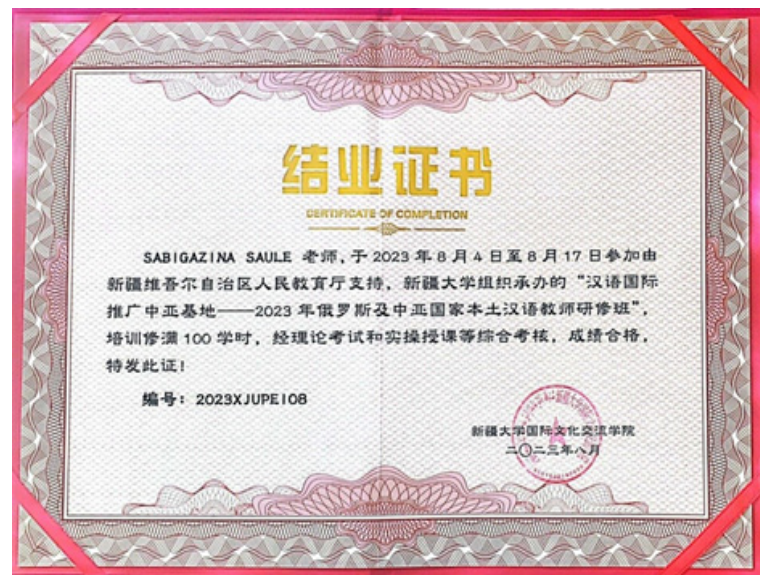 结业证书
CERTIFICATE OF COMPLETION
SABIGAZINA SAULE 老师,于 2023 年 8 月 4 日至 8 月 17 日参加由
新疆维吾尔自治区人民教育厅支持，新疆大学组织承办的“汉语国际
推广中亚基地——2023 年俄罗斯及中亚国家本土汉语教师研修班”，
培训修满 100 学时，经理论考试和实操授课等综合考核，成绩合格，
特发此证！
编号：2023XJUPEI08
新疆大学国际文化交流学院
二〇二三年八月